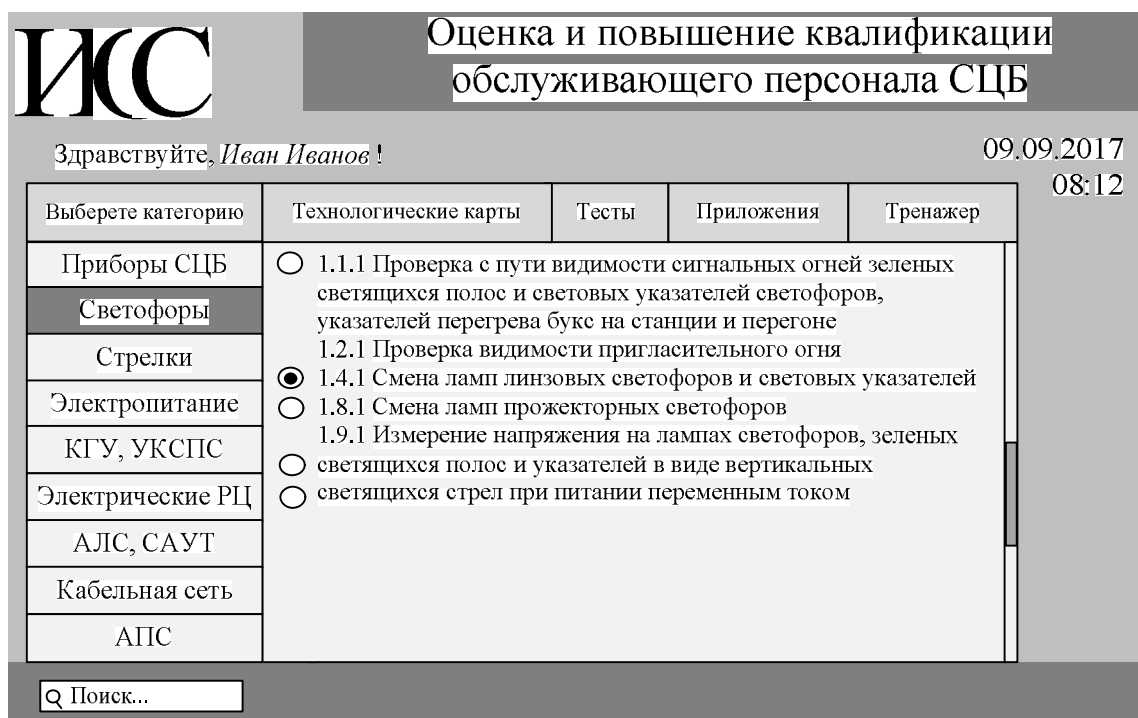 ИСС
Оценка и повышение квалификации
обслуживающего персонала СЦБ
Здравствуйте, Иван Иванов !
09.09.2017
08:12
Выберете категорию
Технологические карты
Тесты
Приложения
Тренажер
Приборы СЦБ
Светофоры
Стрелки
Электропитание
КГУ, УКСПС
Электрические РЦ
АЛС, САУТ
Кабельная сеть
АПС
1.1.1 Проверка с пути видимости сигнальных огней зеленых
светящихся полос и световых указателей светофоров,
указателей перегрева букс на станции и перегоне
1.2.1 Проверка видимости пригласительного огня
1.4.1 Смена ламп линзовых светофоров и световых указателей
1.8.1 Смена ламп прожекторных светофоров
1.9.1 Измерение напряжения на лампах светофоров, зеленых
светящихся полос и указателей в виде вертикальных
светящихся стрел при питании переменным током
Поиск...